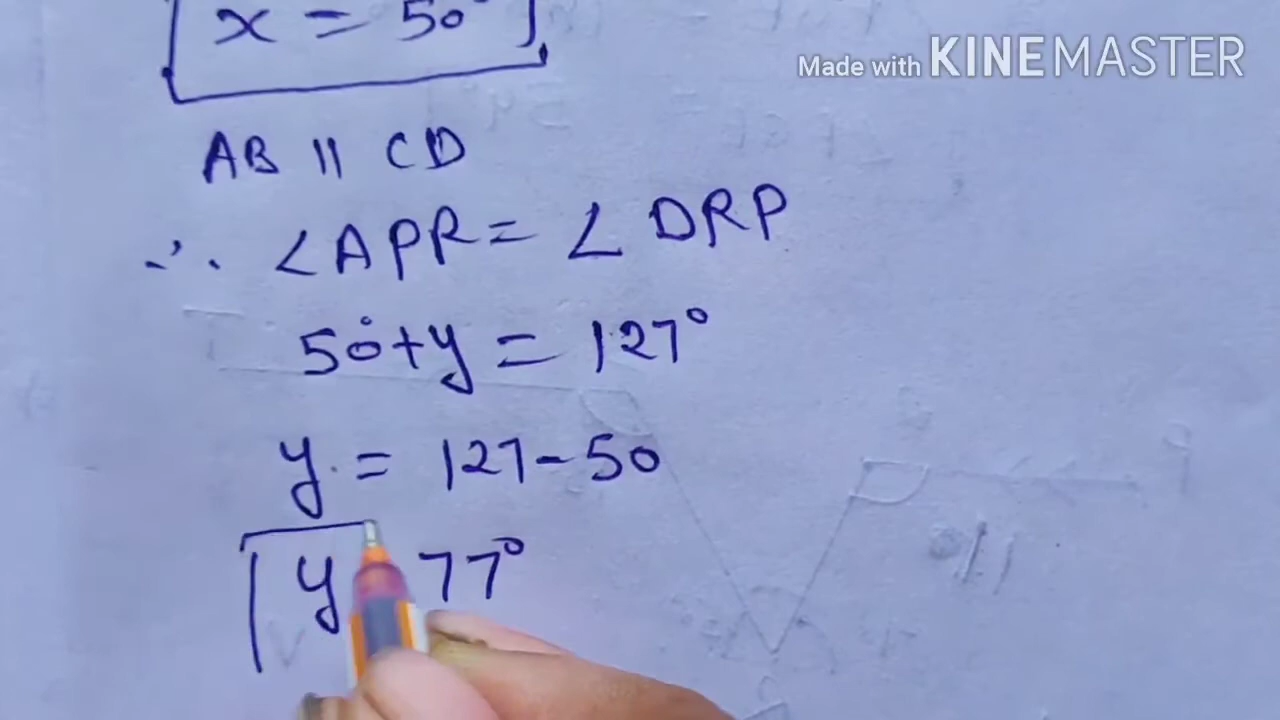 x = 50°
Made with KINEMASTER
AB || CD
∴ ∠APR = ∠DRP
50° + y = 127°
y = 127 - 50
y 77°